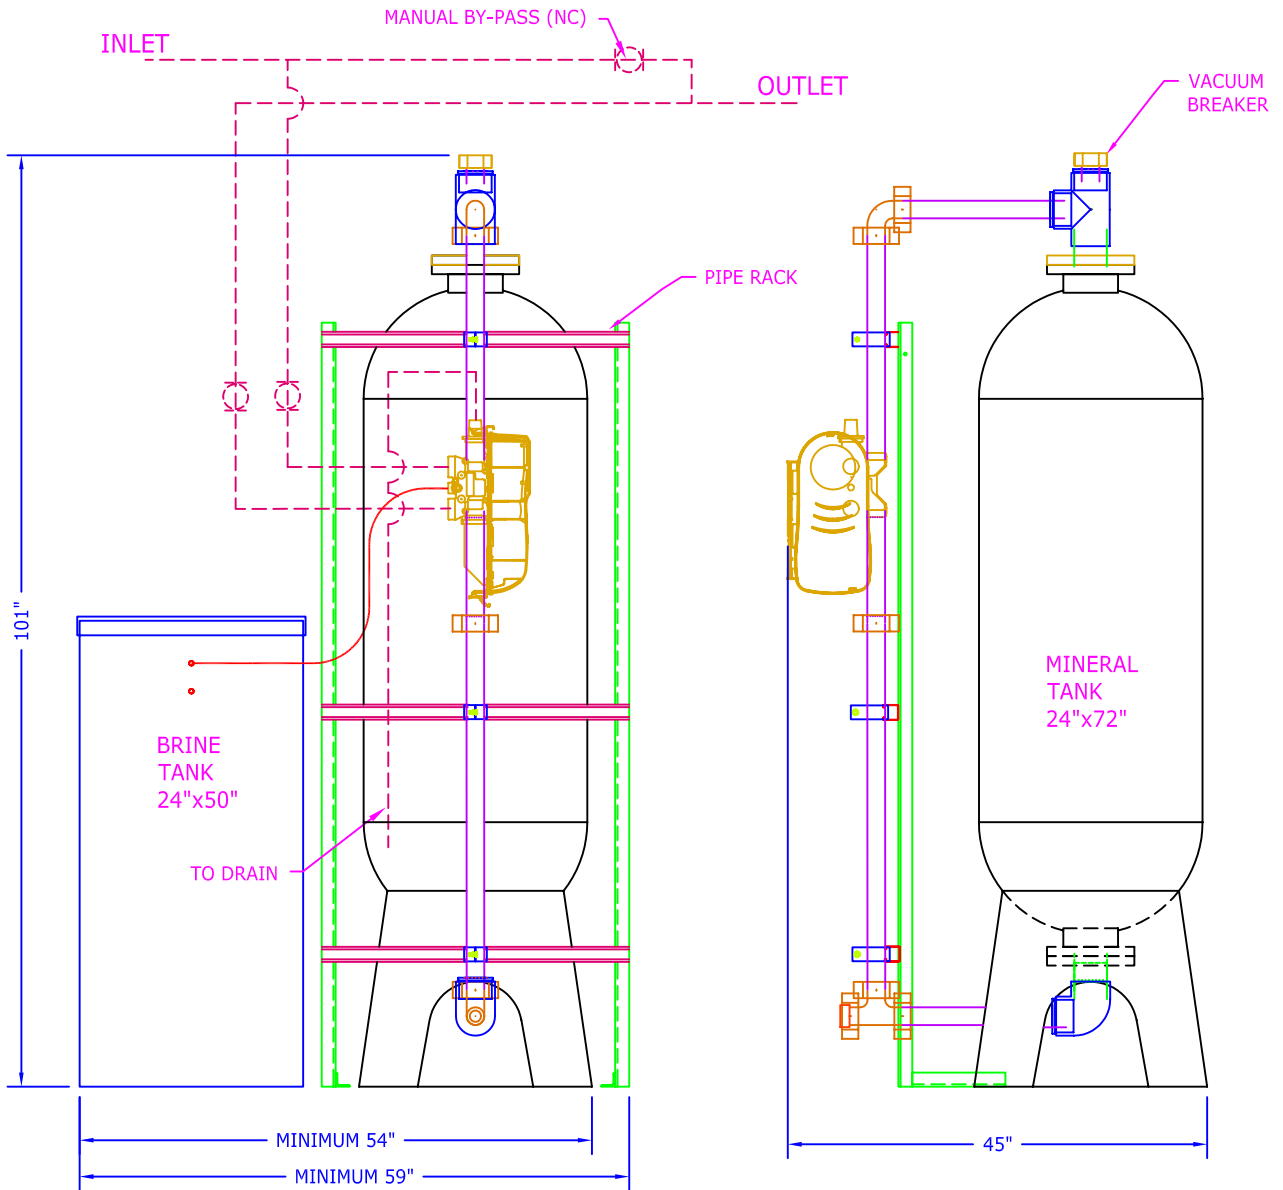 MANUAL BY-PASS (NC)
INLET
OUTLET
VACUUM
BREAKER
PIPE RACK
101"
MINERAL
TANK
24"x72"
BRINE
TANK
24"x50"
TO DRAIN
MINIMUM 54"
45"
MINIMUM 59"